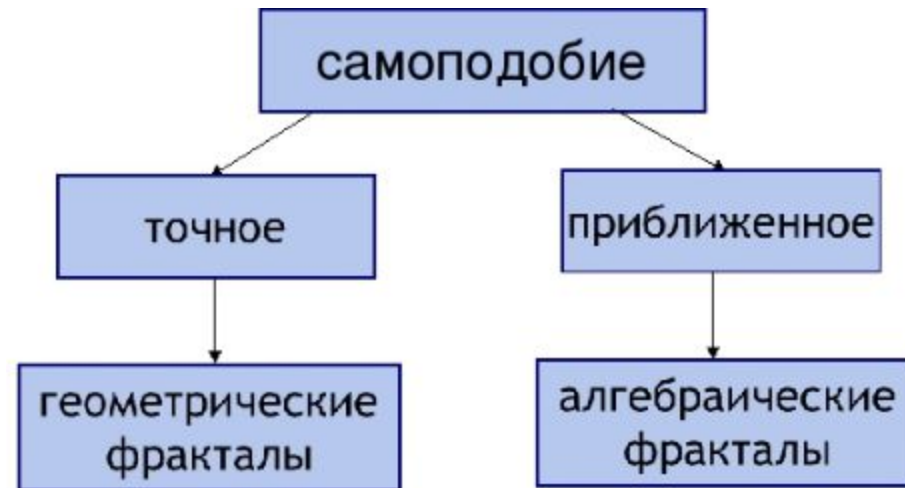 самоподобие
точное
приближенное
геометрические
фракталы
алгебраические
фракталы